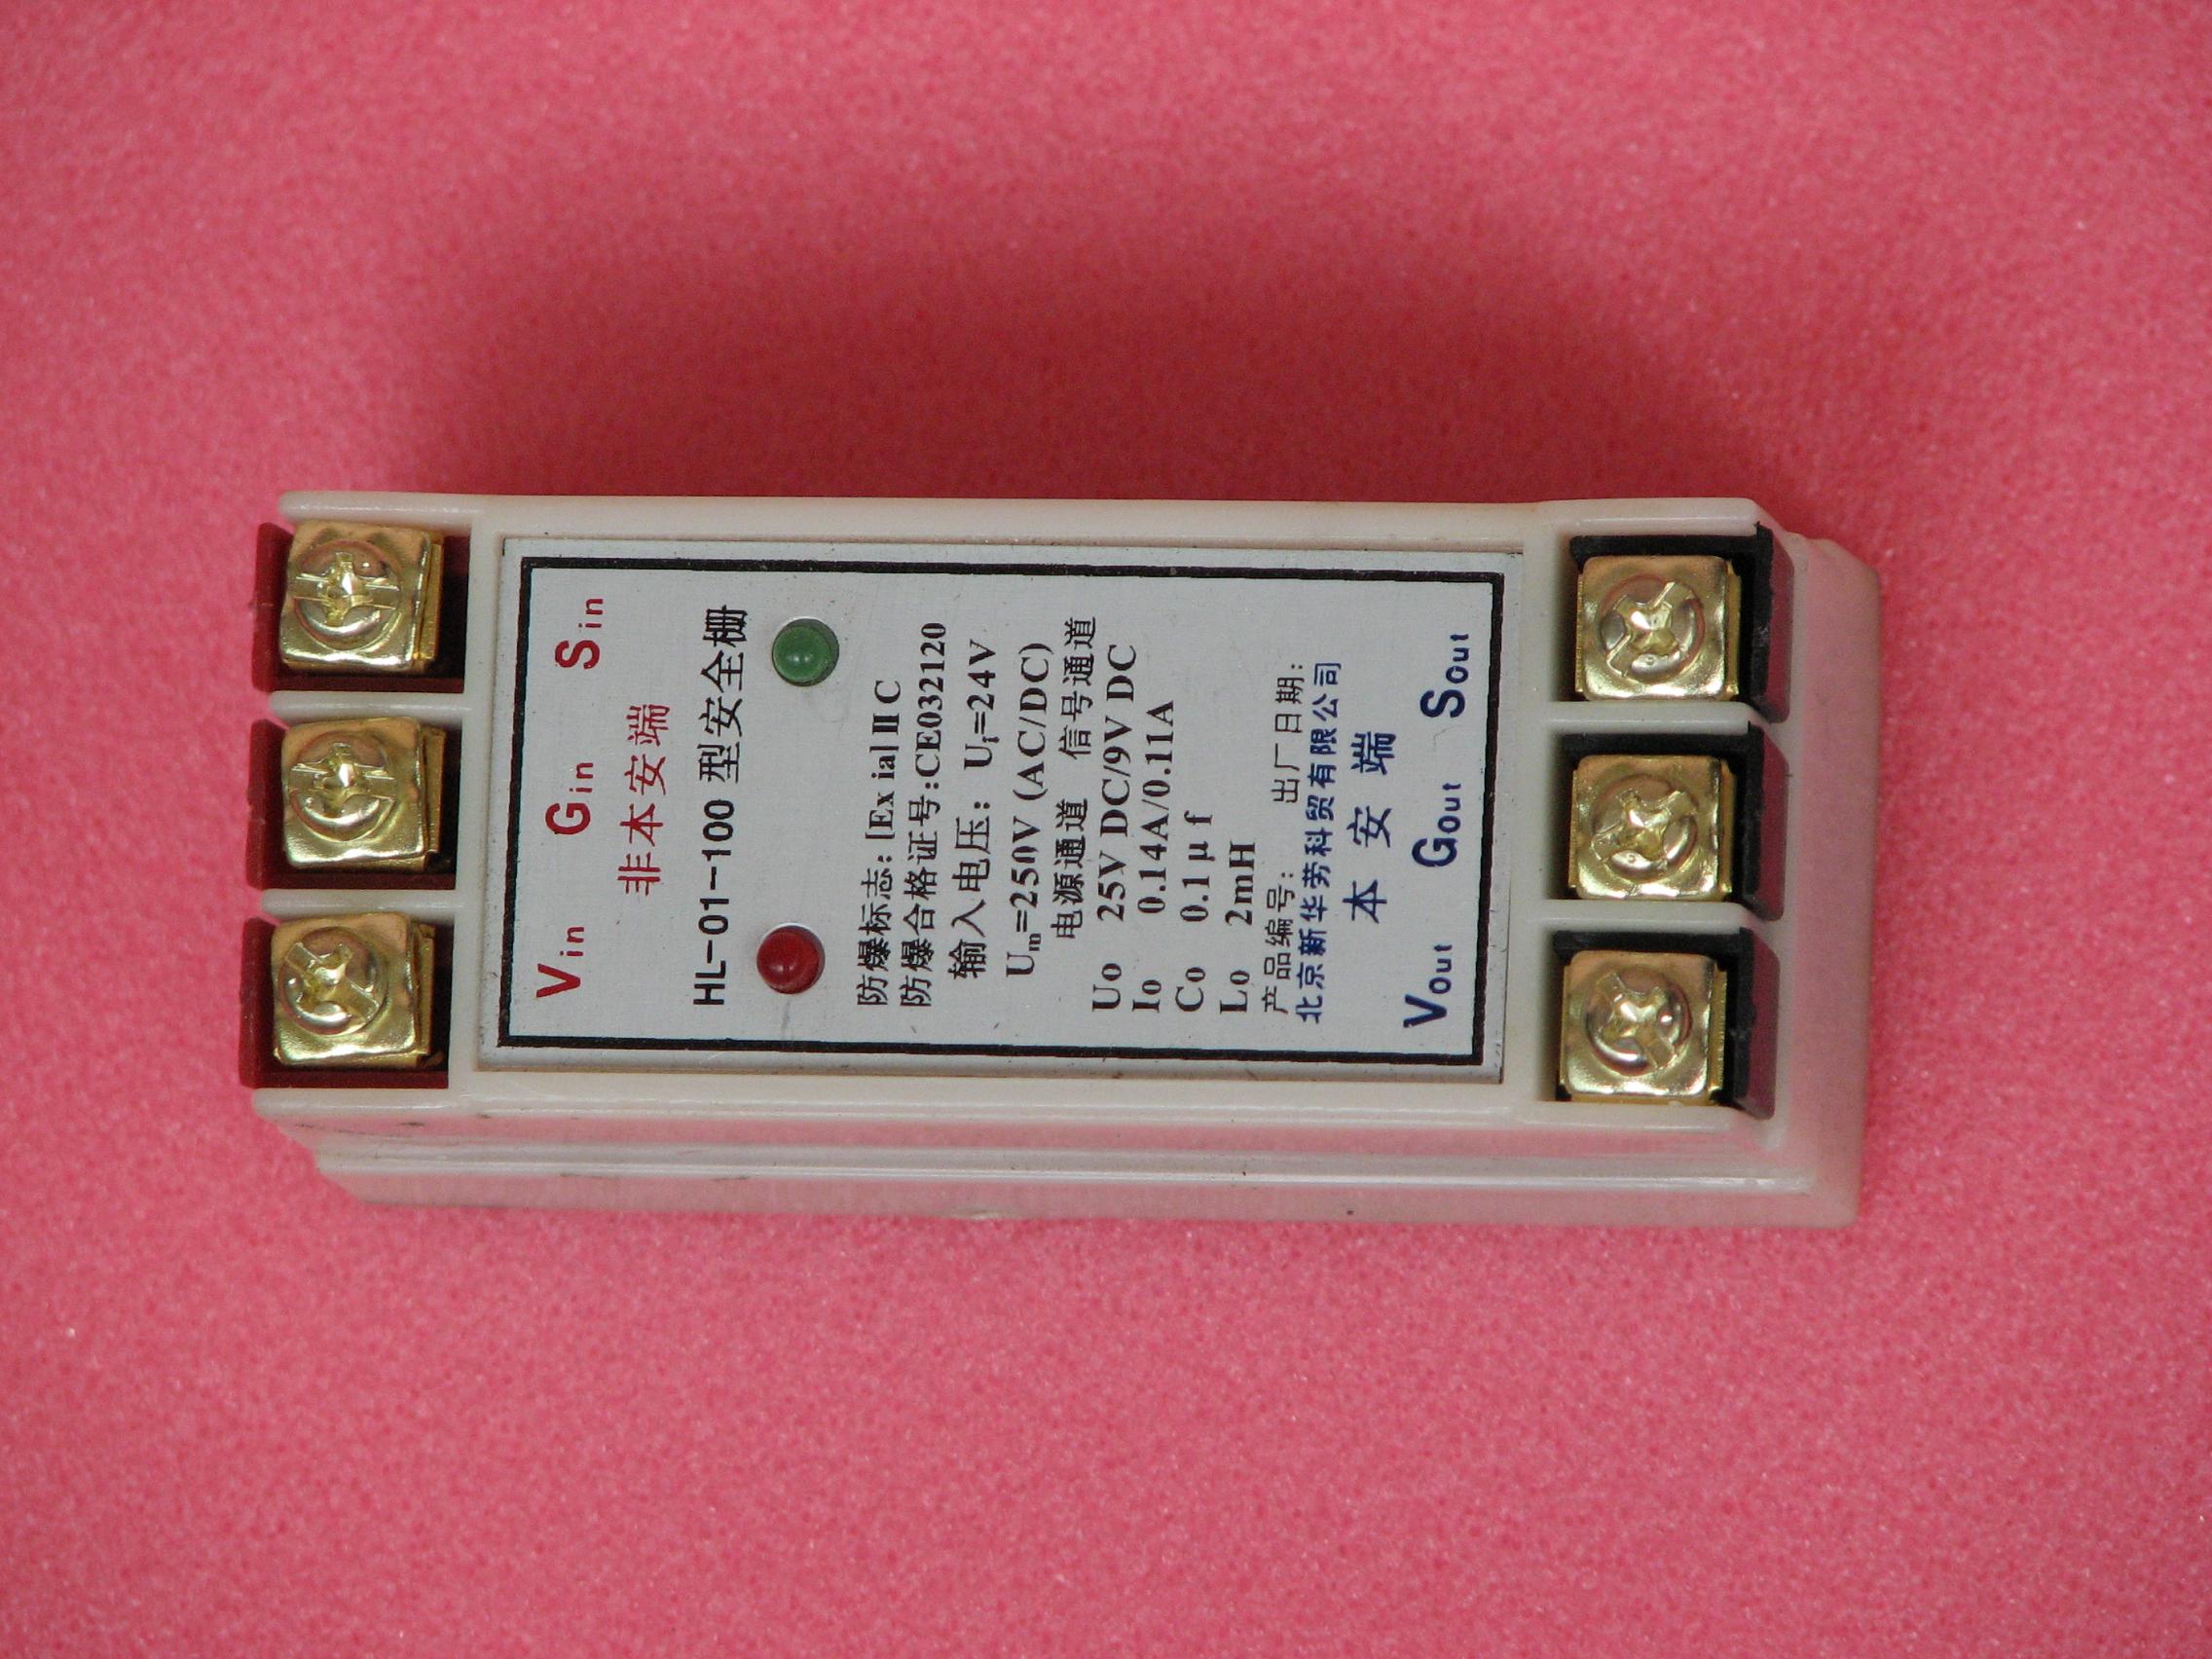 Vin Gin Sin
非本安端
HL-01-100 型安全栅
防爆标志: [Ex ia] II C
防爆合格证号:CE032120
输入电压: Ui=24V
Um=250V (AC/DC)
电源通道 信号通道
Uo 25V DC/9V DC
Io 0.14A/0.11A
Co 0.1μf
Lo 2mH
产品编号: 出厂日期:
北京新华劳科贸有限公司
本安端
Vout Gout Sout